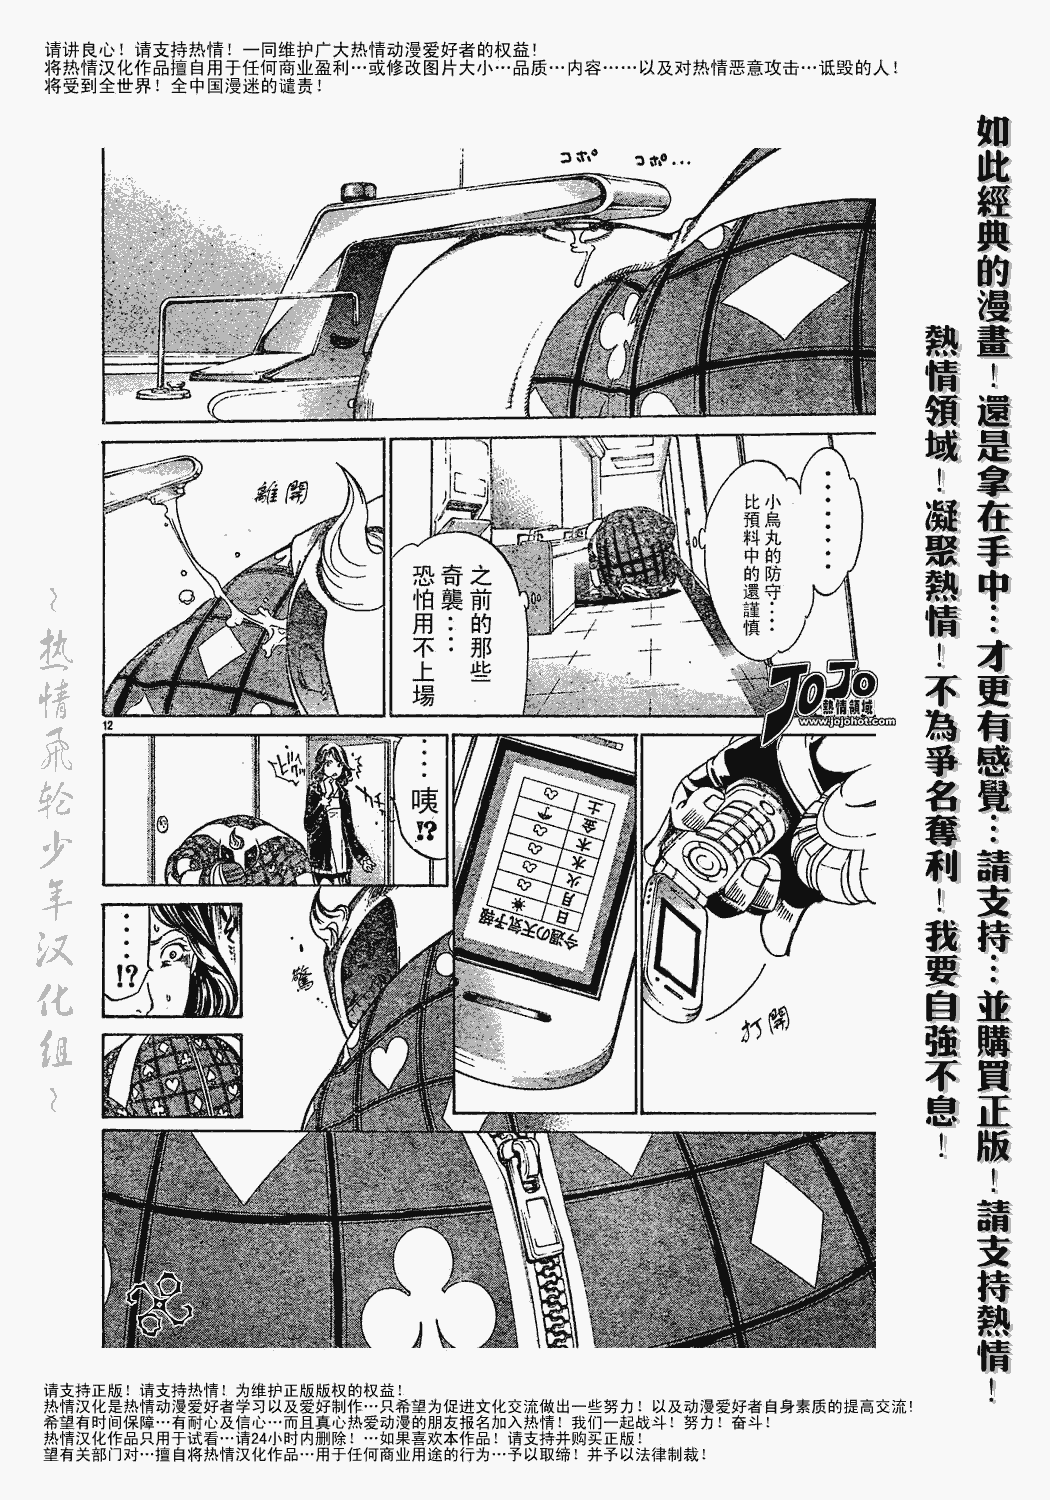 请讲良心！请支持热情！一同维护广大热情动漫爱好者的权益！
将热情汉化作品擅自用于任何商业盈利…或修改图片大小…品质…内容……以及对热情恶意攻击…诋毁的人！
将受到全世界！全中国漫迷的谴责！
如此經典的漫畫！還是拿在手中…才更有感覺…請支持…並購買正版！請支持熱情！
熱情領域！凝聚熱情！不為爭名奪利！我要自強不息！
コポ
コポ…
‥‥‥‥
小烏丸的防守‥‥
比預料中的還謹慎
之前的那些
奇襲‥‥
恐怕用不上場
離開
JoJo
熱情領域
www.jojohot.com
12
打開
今週の天気予報
日
月
火
水
木
金
土
‥‥咦!?
ビクッ
ガチャ
‥‥!?
驚…
～热情飛轮少年汉化组～
请支持正版！请支持热情！为维护正版版权的权益！
热情汉化是热情动漫爱好者学习以及爱好制作…只希望为促进文化交流做出一些努力！以及动漫爱好者自身素质的提高交流！
希望有时间保障…有耐心及信心…而且真心热爱动漫的朋友报名加入热情！我们一起战斗！努力！奋斗！
热情汉化作品只用于试看…请24小时内删除！…如果喜欢本作品！请支持并购买正版！
望有关部门对…擅自将热情汉化作品…用于任何商业用途的行为…予以取缔！并予以法律制裁！